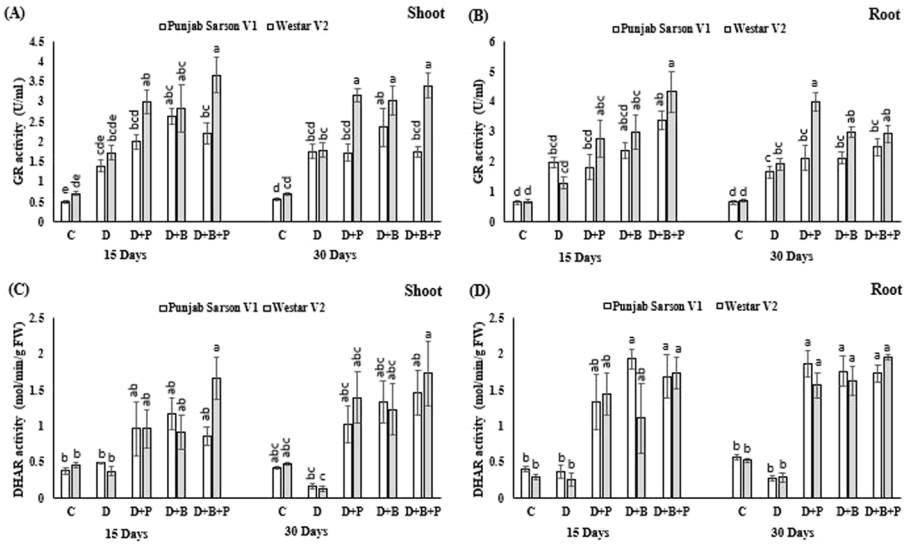 (A) Shoot
Punjab Sarson V1 Westar V2
GR activity (U/ml)
4.5
4
3.5
3
2.5
2
1.5
1
0.5
0
e de cde bcde bcd ab abc abc bc a d cd bcd bc bcd a ab a bcd a
C D D+P D+B D+B+P C D D+P D+B D+B+P
15 Days 30 Days
(B) Root
Punjab Sarson V1 Westar V2
GR activity (U/ml)
6
5
4
3
2
1
0
d d bcd cd bcd abc abcd abc ab a d d c bc bc a bc ab bc ab
C D D+P D+B D+B+P C D D+P D+B D+B+P
15 Days 30 Days
(C) Shoot
Punjab Sarson V1 Westar V2
DHAR activity (mol/min/g FW)
2.5
2
1.5
1
0.5
0
b b b b ab ab ab ab ab a abc abc bc c abc abc abc abc ab a
C D D+P D+B D+B+P C D D+P D+B D+B+P
15 Days 30 Days
(D) Root
Punjab Sarson V1 Westar V2
DHAR activity (mol/min/g FW)
2.5
2
1.5
1
0.5
0
b b b b ab ab a ab a a b b b b a a a a a a
C D D+P D+B D+B+P C D D+P D+B D+B+P
15 Days 30 Days